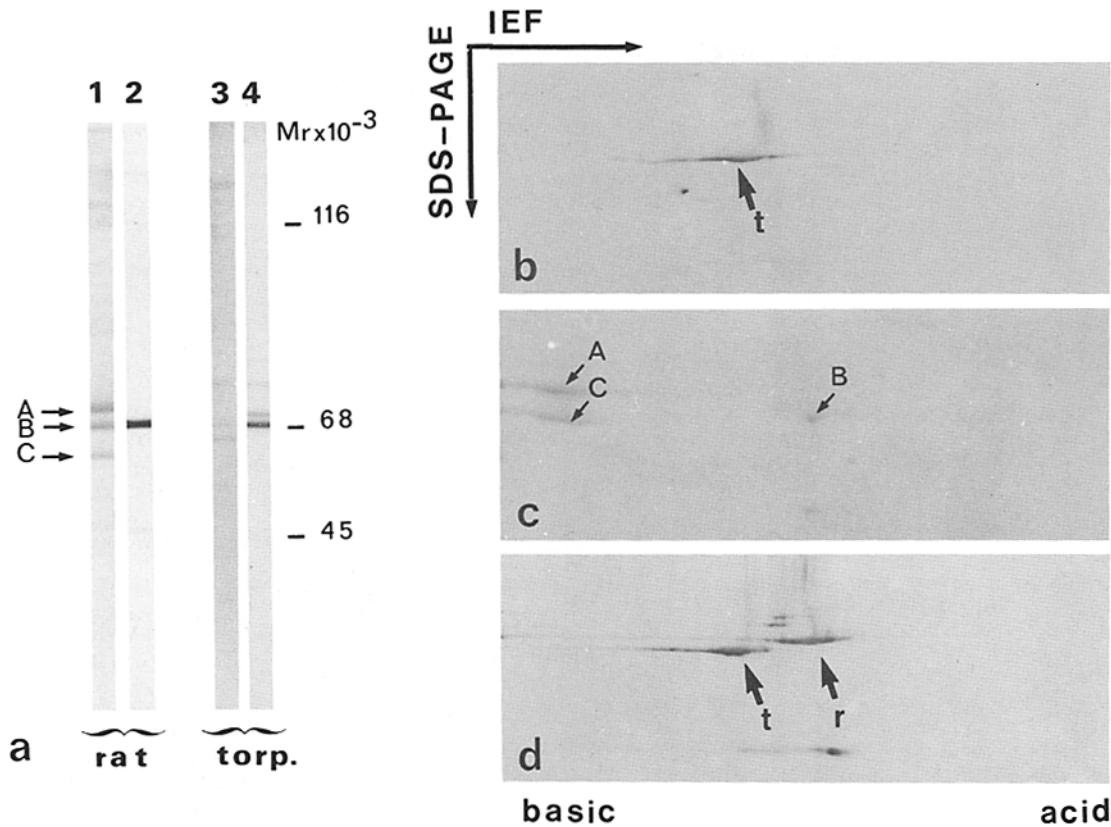 1 2 3 4
Mr x 10-3
116
A
B
C
68
45
a
rat
torp.
IEF
SDS-PAGE
t
b
A
C
B
c
t
r
d
basic
acid